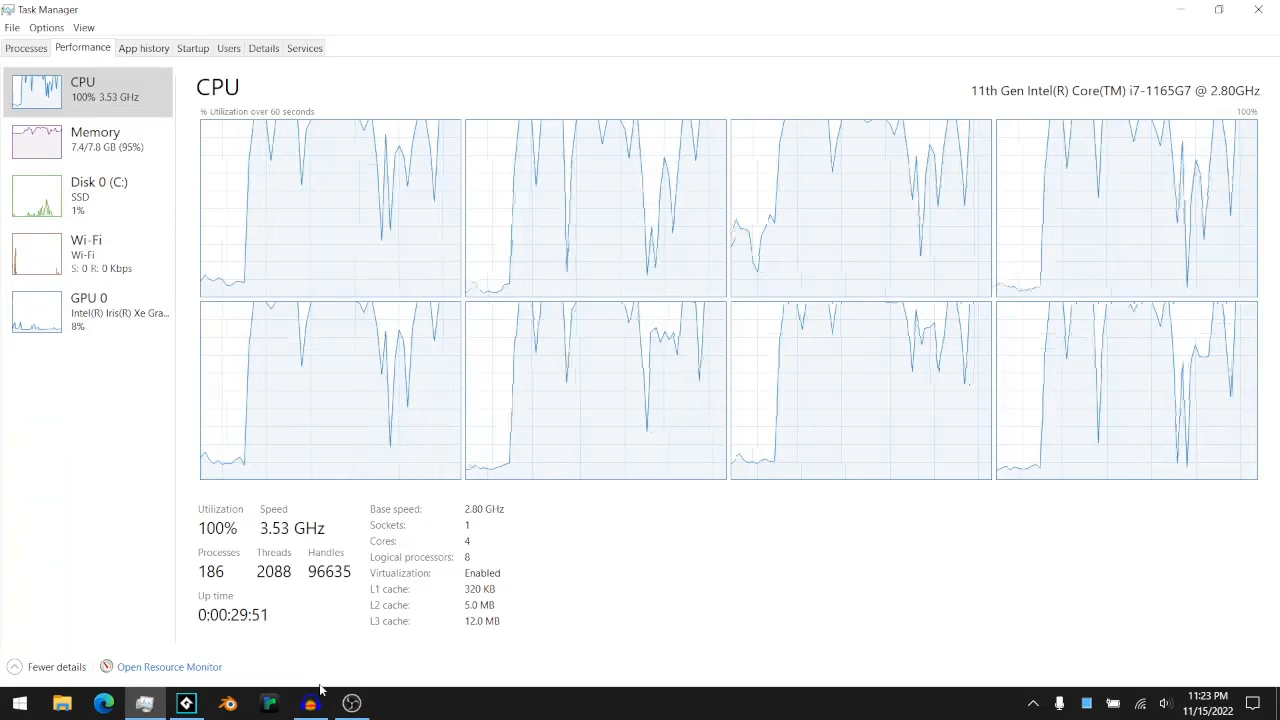 Task Manager
File Options View
Processes Performance App history Startup Users Details Services
CPU
100% 3.53 GHz
Memory
7.4/7.8 GB (95%)
Disk 0 (C:)
SSD
1%
Wi-Fi
Wi-Fi
S: 0 R: 0 Kbps
GPU 0
Intel(R) Iris(R) Xe Gra...
8%
CPU
11th Gen Intel(R) Core(TM) i7-1165G7 @ 2.80GHz
% Utilization over 60 seconds 100%
Utilization Speed
100% 3.53 GHz
Processes Threads Handles
186 2088 96635
Up time
0:00:29:51
Base speed: 2.80 GHz
Sockets: 1
Cores: 4
Logical processors: 8
Virtualization: Enabled
L1 cache: 320 KB
L2 cache: 5.0 MB
L3 cache: 12.0 MB
Fewer details Open Resource Monitor
11:23 PM
11/15/2022